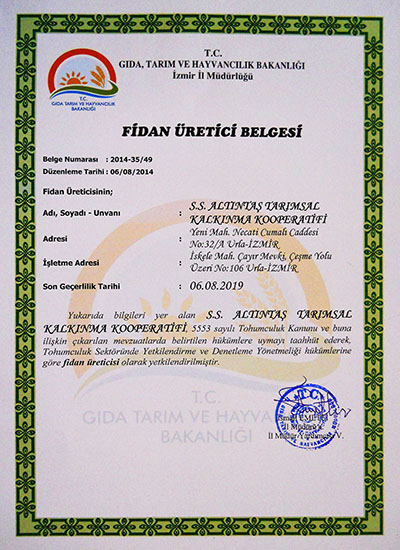 T.C.
GIDA, TARIM VE HAYVANCILIK BAKANLIĞI
İzmir İl Müdürlüğü
T.C.
GIDA TARIM VE HAYVANCILIK
BAKANLIĞI
FİDAN ÜRETİCİ BELGESİ
Belge Numarası : 2014-35/49
Düzenleme Tarihi : 06/08/2014
Fidan Üreticisinin;
Adı, Soyadı - Unvanı : S.S. ALTINTAŞ TARIMSAL
KALKINMA KOOPERATİFİ
Adresi : Yeni Mah. Necati Cumalı Caddesi
No:32/A Urla-İZMİR
İşletme Adresi : İskele Mah. Çayır Mevki, Çeşme Yolu
Üzeri No:106 Urla-İZMİR
Son Geçerlilik Tarihi : 06.08.2019
Yukarıda bilgileri yer alan S.S. ALTINTAŞ TARIMSAL
KALKINMA KOOPERATİFİ, 5553 sayılı Tohumculuk Kanunu ve buna
ilişkin çıkarılan mevzuatlarda belirtilen hükümlere uymayı taahhüt ederek,
Tohumculuk Sektöründe Yetkilendirme ve Denetleme Yönetmeliği hükümlerine
göre fidan üreticisi olarak yetkilendirilmiştir.
T.C.
GIDA TARIM VE HAYVANCILIK
BAKANLIĞI
T.C.
İl Müdürü
İl Müdür Yardımcısı V.